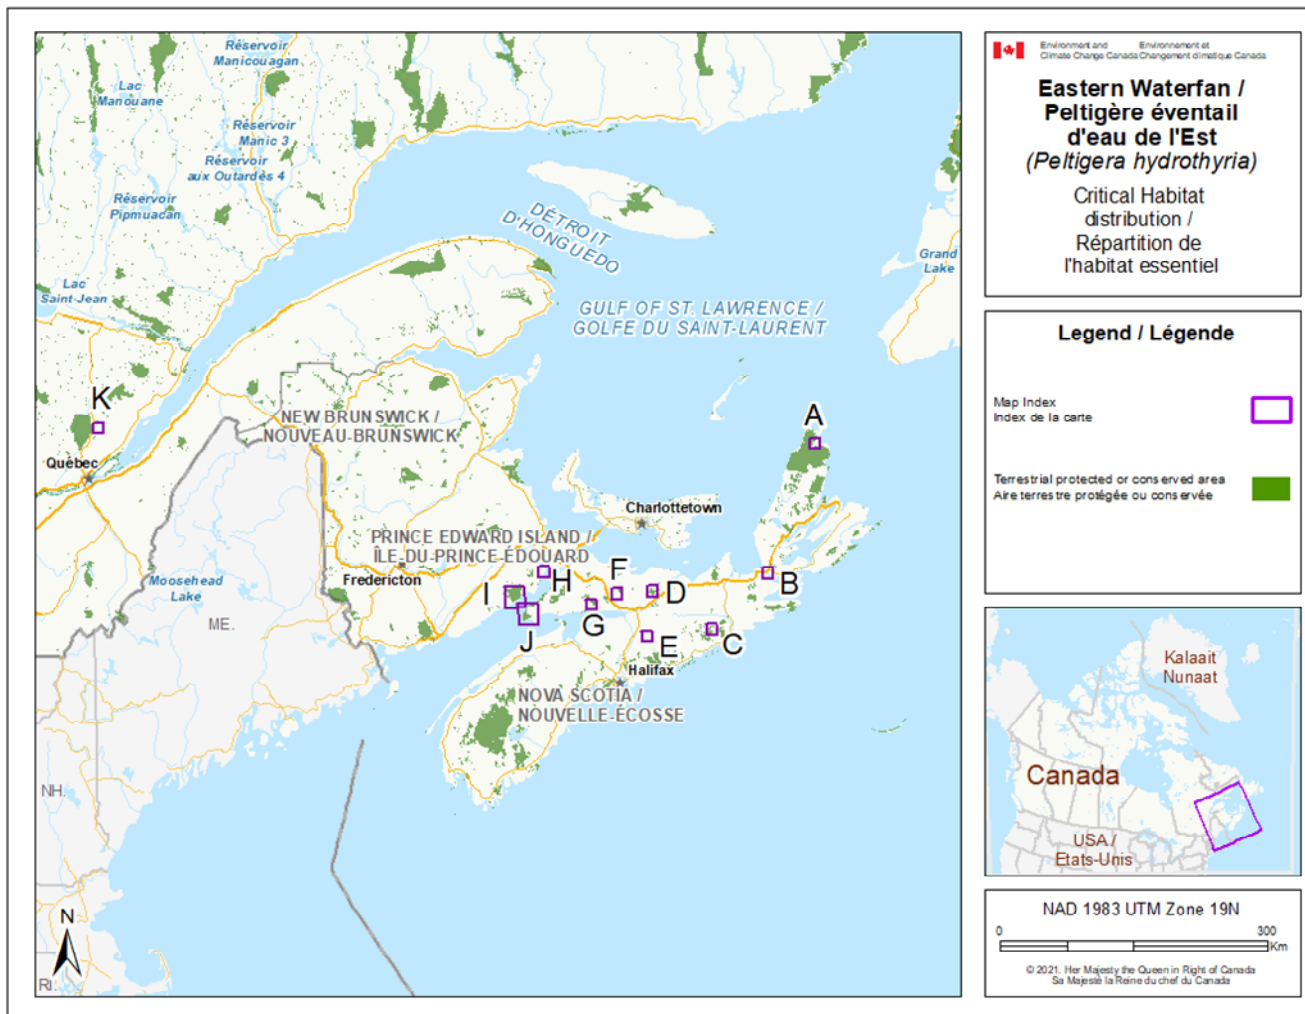 Réservoir
Manicouagan
Lac
Manouane
Réservoir
Manic 3
Réservoir
aux Outardes 4
Réservoir
Pipmuacan
Lac
Saint-Jean
DÉTROIT
D'HONGUEDO
Grand
Lake
GULF OF ST. LAWRENCE /
GOLFE DU SAINT-LAURENT
K
Québec
NEW BRUNSWICK /
NOUVEAU-BRUNSWICK
A
Charlottetown
PRINCE EDWARD ISLAND /
ÎLE-DU-PRINCE-ÉDOUARD
Fredericton
Moosehead
Lake
ME.
I
H
F
D
B
J
G
E
C
Halifax
NOVA SCOTIA /
NOUVELLE-ÉCOSSE
NH.
N
RI.
Environment and
Climate Change Canada
Environnement et
Changement climatique Canada
Eastern Waterfan /
Peltigère éventail
d'eau de l'Est
(Peltigera hydrothyria)
Critical Habitat
distribution /
Répartition de
l'habitat essentiel
Legend / Légende
Map Index
Index de la carte
Terrestrial protected or conserved area
Aire terrestre protégée ou conservée
Kalaait
Nunaat
Canada
USA /
Etats-Unis
NAD 1983 UTM Zone 19N
0 300
Km
© 2021. Her Majesty the Queen in Right of Canada
Sa Majesté la Reine du chef du Canada